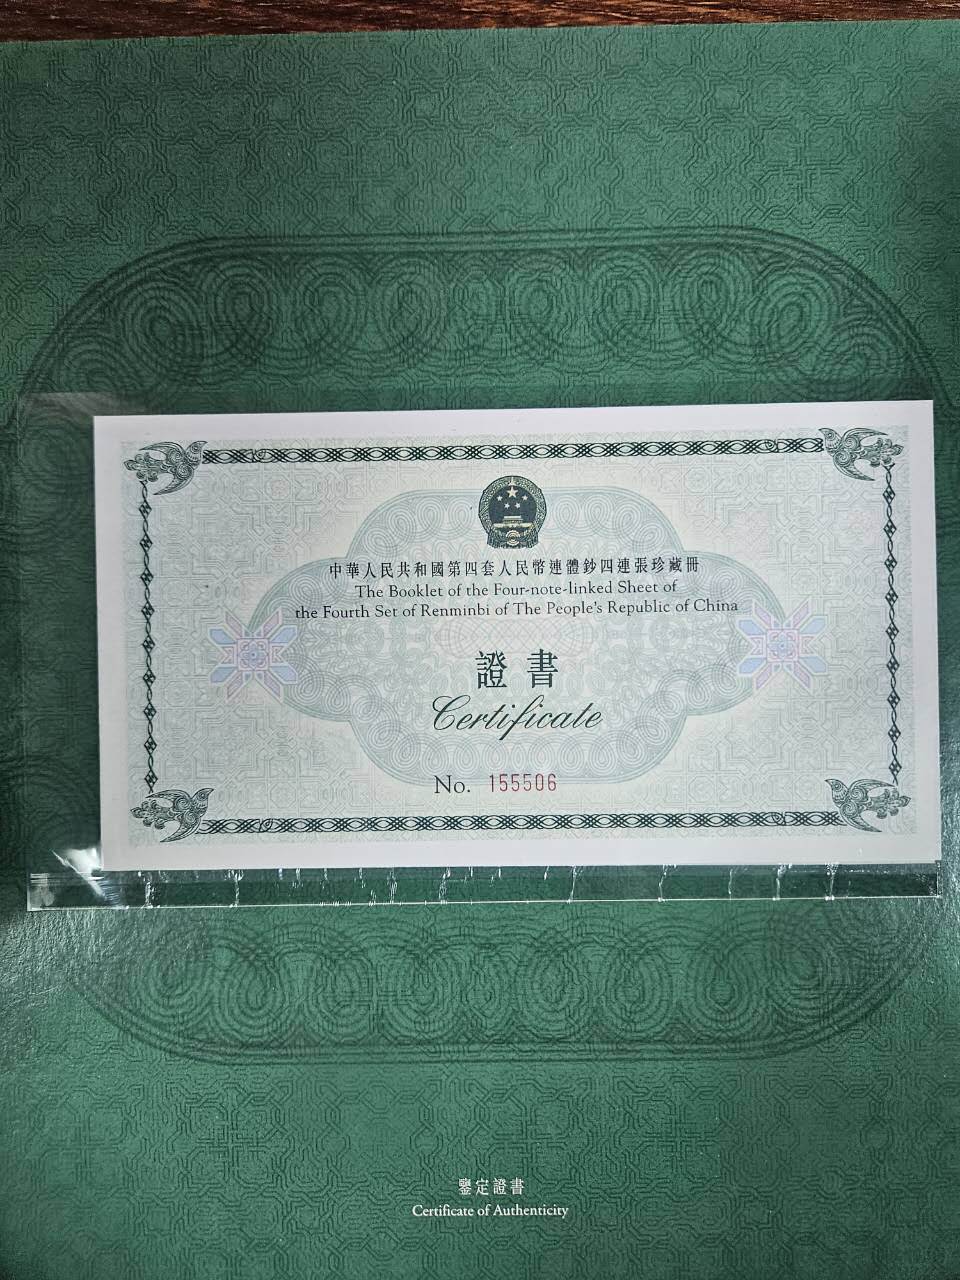 中華人民共和國第四套人民幣連體鈔四連張珍藏冊
The Booklet of the Four-note-linked Sheet of
the Fourth Set of Renminbi of The People's Republic of China
證書
Certificate
No. 155506
鑒定證書
Certificate of Authenticity